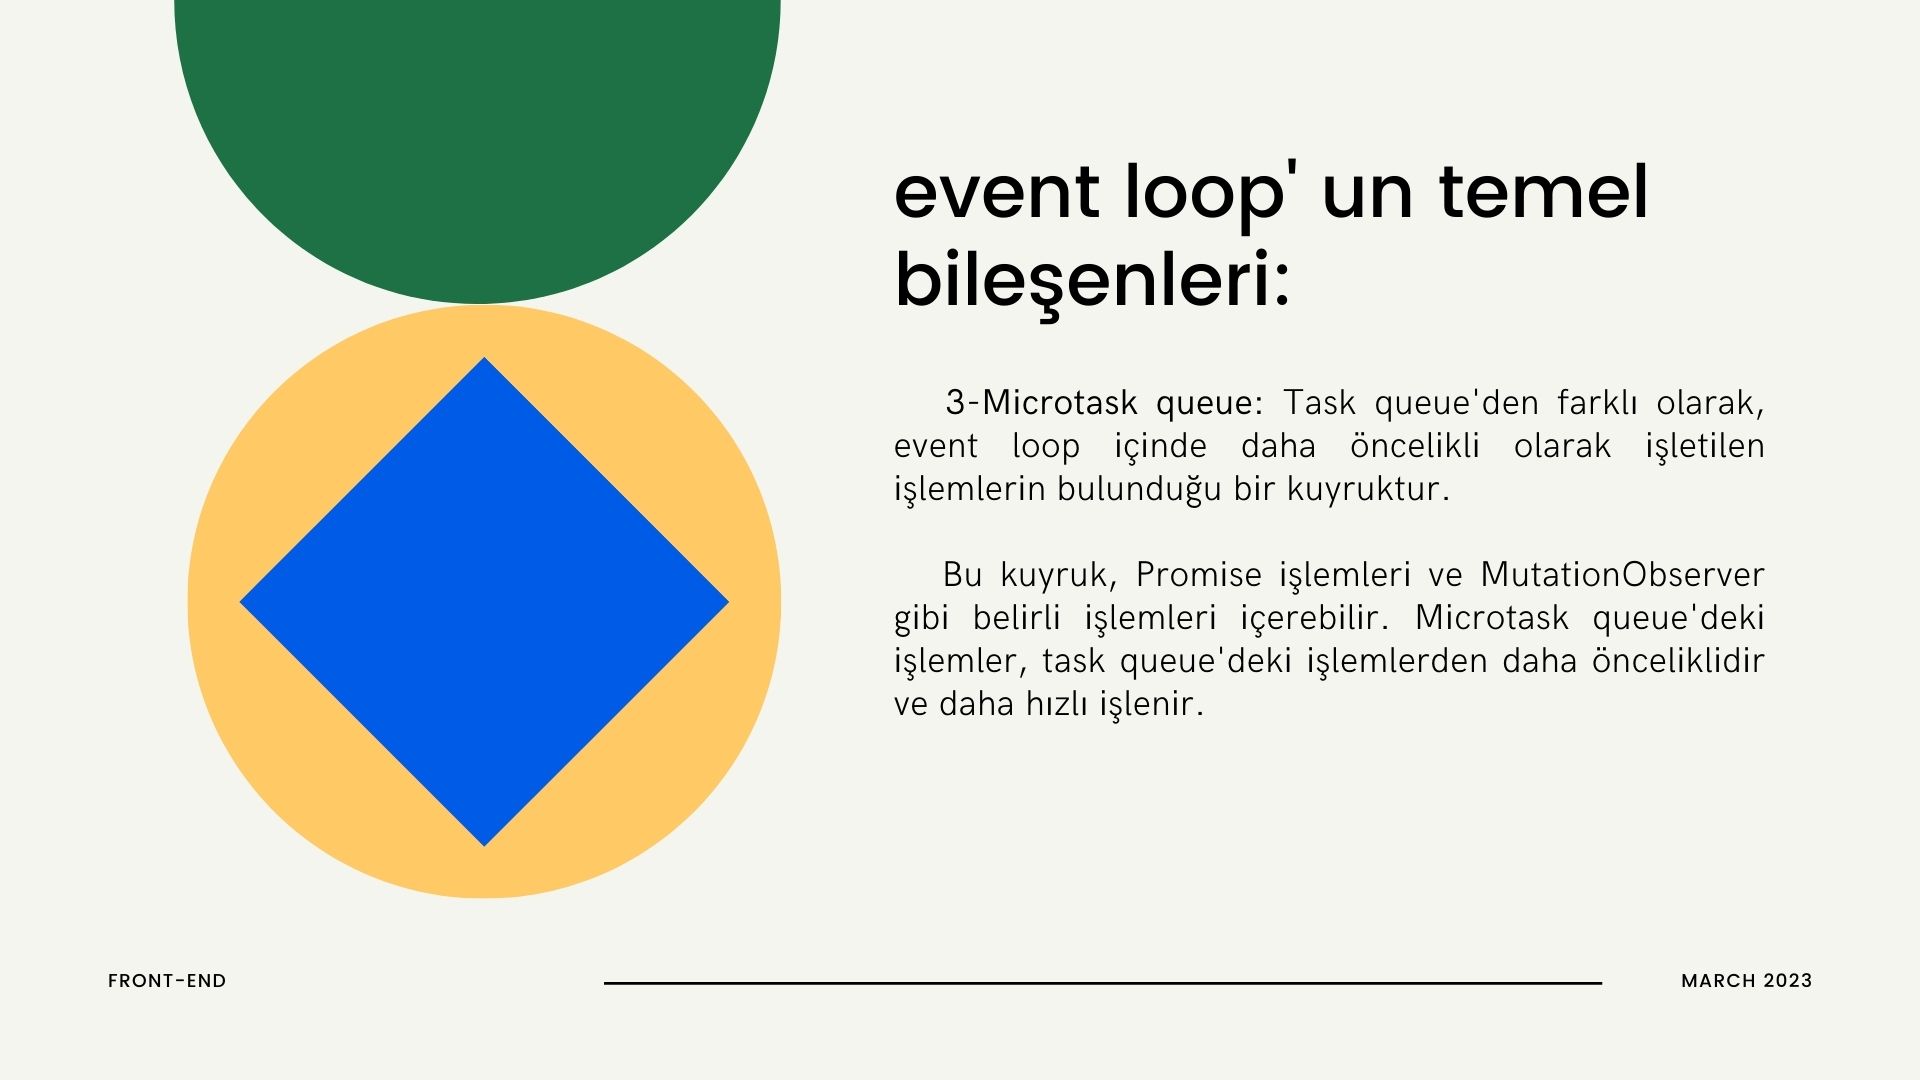 event loop' un temel
bileşenleri:
3-Microtask queue: Task queue'den farklı olarak,
event loop içinde daha öncelikli olarak işletilen
işlemlerin bulunduğu bir kuyruktur.
Bu kuyruk, Promise işlemleri ve MutationObserver
gibi belirli işlemleri içerebilir. Microtask queue'deki
işlemler, task queue'deki işlemlerden daha önceliklidir
ve daha hızlı işlenir.
FRONT-END
MARCH 2023